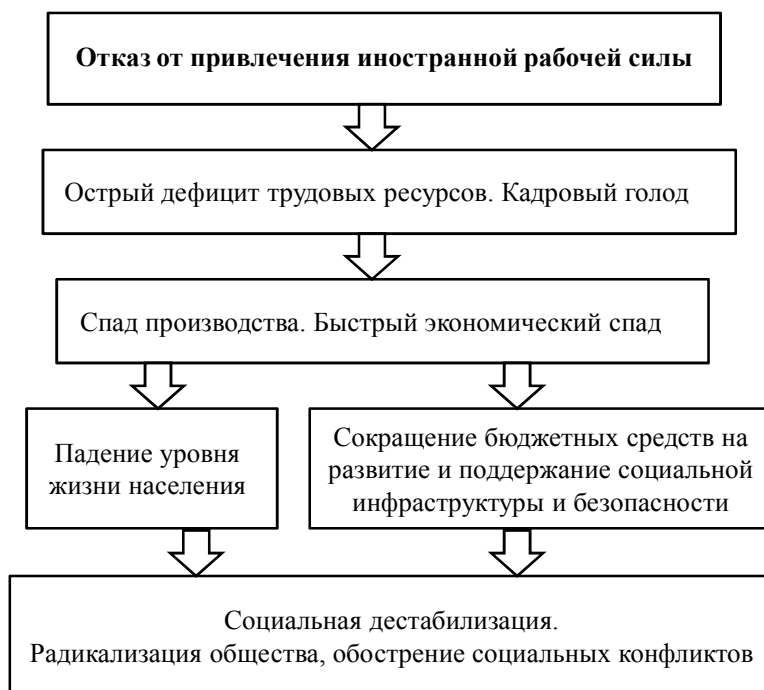 Отказ от привлечения иностранной рабочей силы
Острый дефицит трудовых ресурсов. Кадровый голод
Спад производства. Быстрый экономический спад
Падение уровня
жизни населения
Сокращение бюджетных средств на
развитие и поддержание социальной
инфраструктуры и безопасности
Социальная дестабилизация.
Радикализация общества, обострение социальных конфликтов